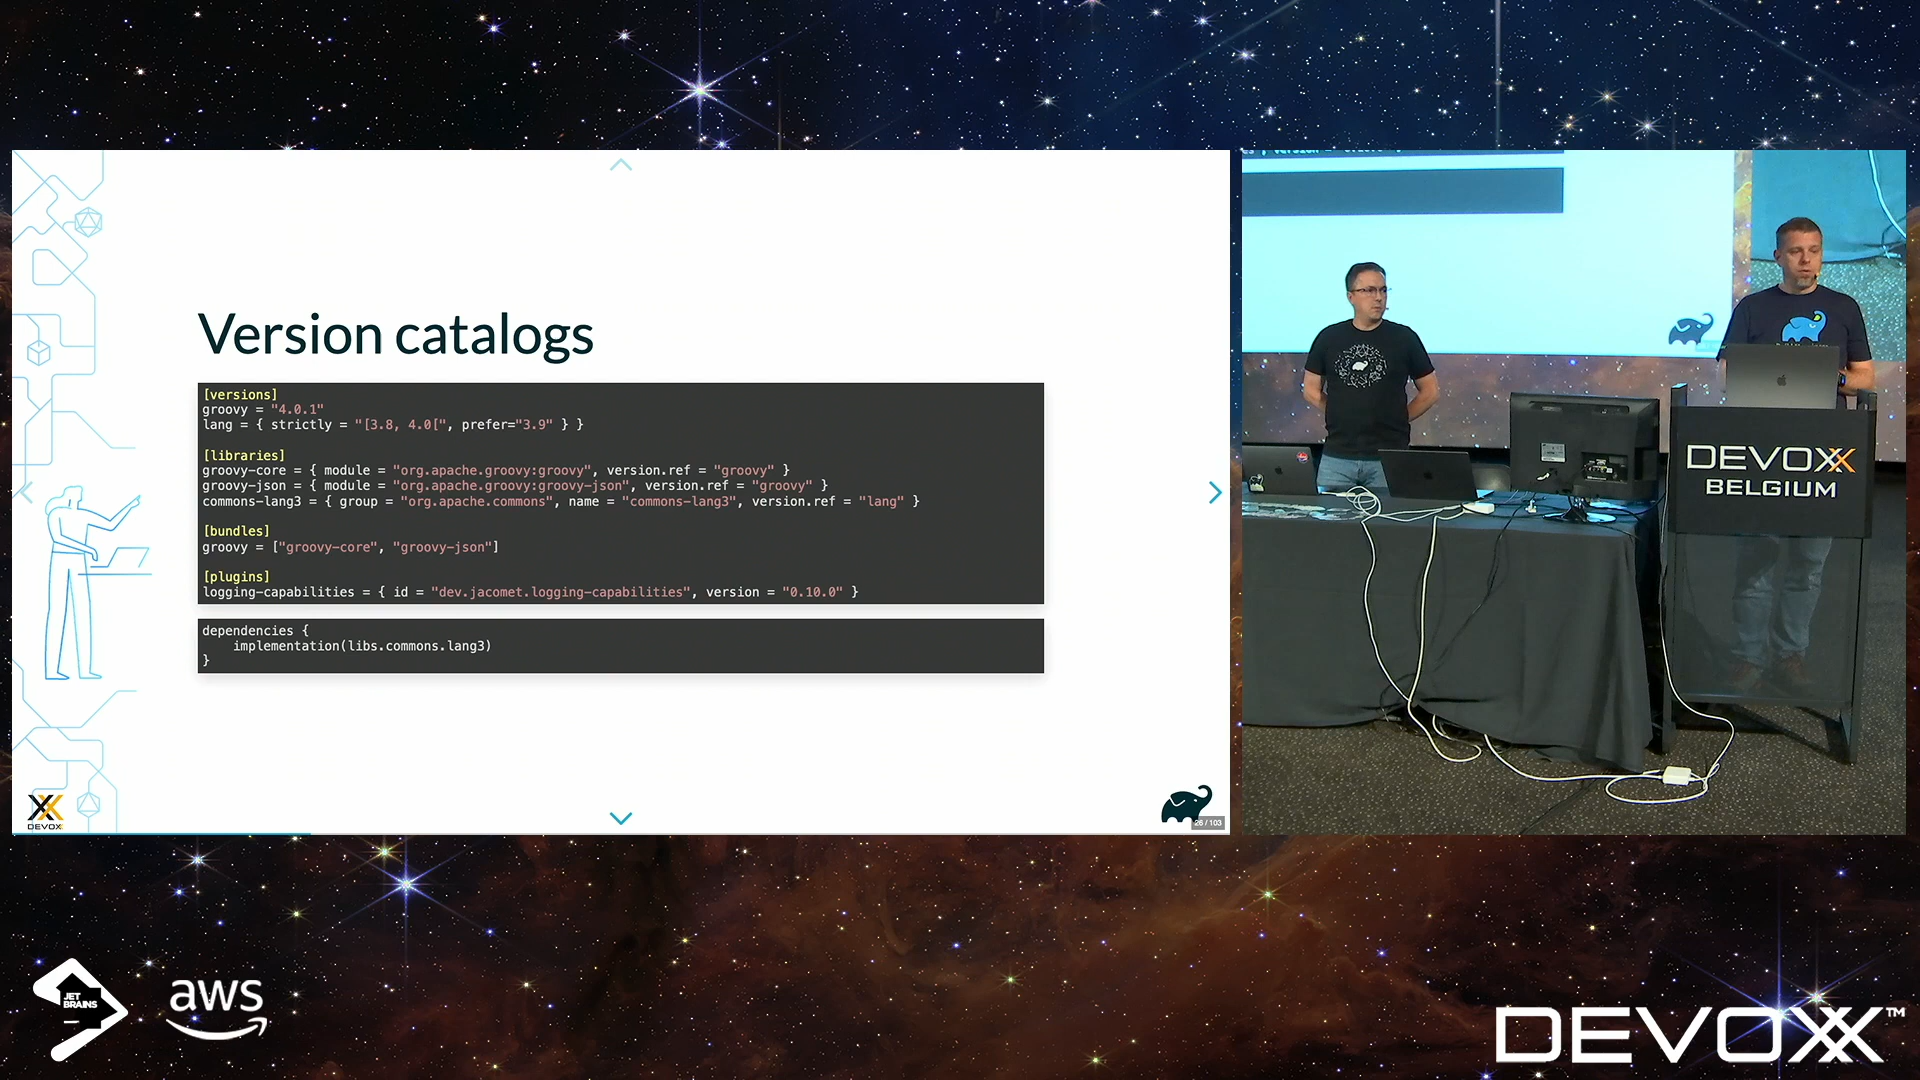 Version catalogs
[versions]
groovy = "4.0.1"
lang = { strictly = "[3.8, 4.0[", prefer="3.9" } }
[libraries]
groovy-core = { module = "org.apache.groovy:groovy", version.ref = "groovy" }
groovy-json = { module = "org.apache.groovy:groovy-json", version.ref = "groovy" }
commons-lang3 = { group = "org.apache.commons", name = "commons-lang3", version.ref = "lang" }
[bundles]
groovy = ["groovy-core", "groovy-json"]
[plugins]
logging-capabilities = { id = "dev.jacomet.logging-capabilities", version = "0.10.0" }
dependencies {
implementation(libs.commons.lang3)
}
DEVOXX
26 / 103
DEVOXX
BELGIUM
JET
BRAINS
aws
DEVOXX™